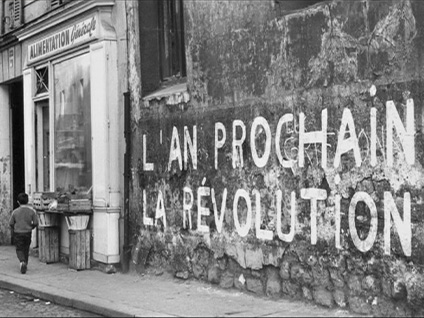 ALIMENTATION Générale
L'AN PROCHAIN
LA RÉVOLUTION